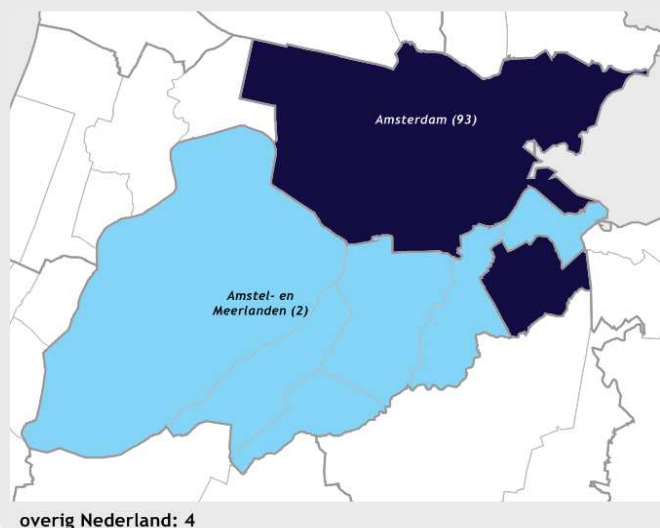 Amsterdam (93)
Amstel- en
Meerlanden (2)
overig Nederland: 4